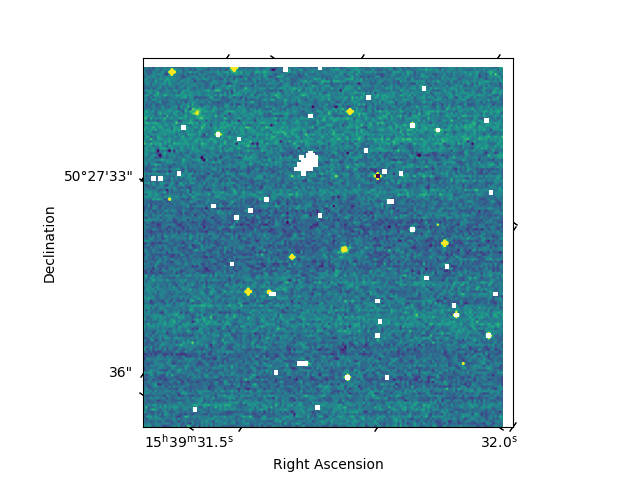 Declination
50°27'33"
36"
15ʰ39ᵐ31.5ˢ
32.0ˢ
Right Ascension